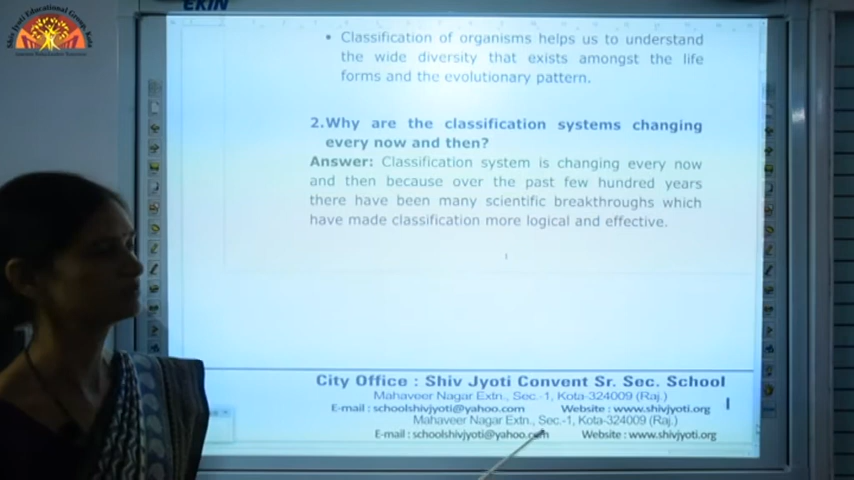 EKIN
Shiv Jyoti Educational Group, Kota
• Classification of organisms helps us to understand
the wide diversity that exists amongst the life
forms and the evolutionary pattern.
2.Why are the classification systems changing
every now and then?
Answer: Classification system is changing every now
and then because over the past few hundred years
there have been many scientific breakthroughs which
have made classification more logical and effective.
City Office : Shiv Jyoti Convent Sr. Sec. School
Mahaveer Nagar Extn., Sec.-1, Kota-324009 (Raj.)
E-mail : schoolshivjyoti@yahoo.com Website : www.shivjyoti.org
Mahaveer Nagar Extn., Sec.-1, Kota-324009 (Raj.)
E-mail : schoolshivjyoti@yahoo.com Website : www.shivjyoti.org